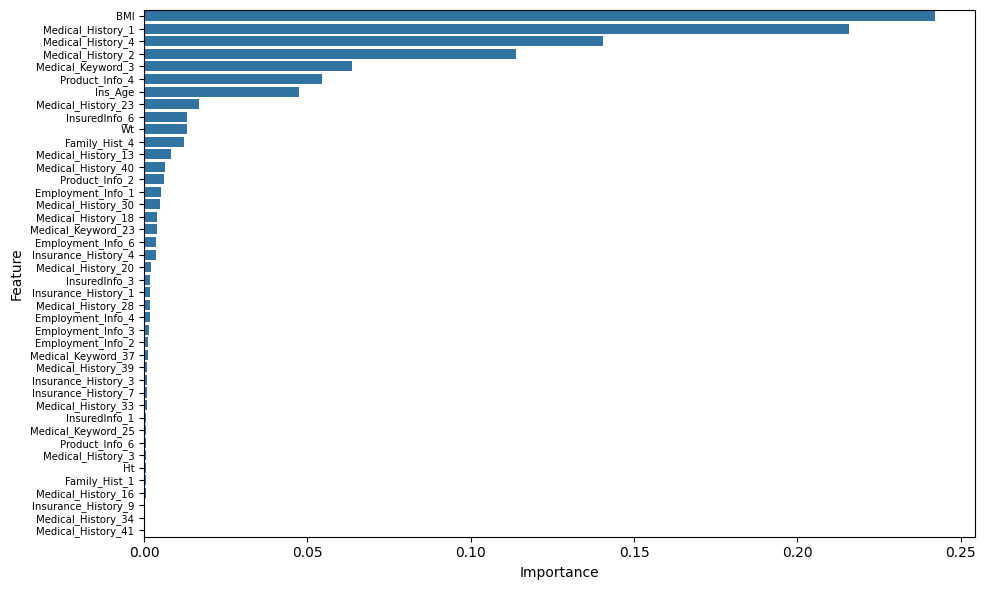 BMI
Medical_History_1
Medical_History_4
Medical_History_2
Medical_Keyword_3
Product_Info_4
Ins_Age
Medical_History_23
InsuredInfo_6
Wt
Family_Hist_4
Medical_History_13
Medical_History_40
Product_Info_2
Employment_Info_1
Medical_History_30
Medical_History_18
Medical_Keyword_23
Employment_Info_6
Insurance_History_4
Medical_History_20
InsuredInfo_3
Insurance_History_1
Medical_History_28
Employment_Info_4
Employment_Info_3
Employment_Info_2
Medical_Keyword_37
Medical_History_39
Insurance_History_3
Insurance_History_7
Medical_History_33
InsuredInfo_1
Medical_Keyword_25
Product_Info_6
Medical_History_3
Ht
Family_Hist_1
Medical_History_16
Insurance_History_9
Medical_History_34
Medical_History_41
Feature
0.00 0.05 0.10 0.15 0.20 0.25
Importance